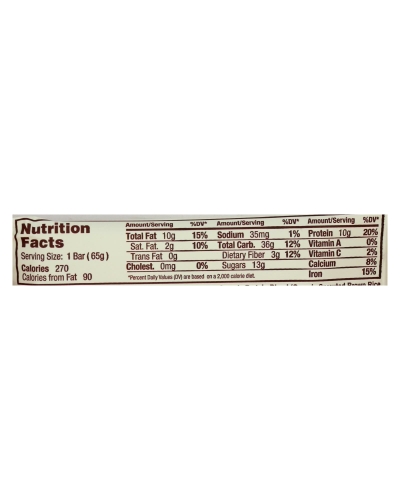 Nutrition
Facts
Serving Size: 1 Bar (65g)
Calories 270
Calories from Fat 90
Amount/Serving %DV*
Total Fat 10g 15%
Sat. Fat. 2g 10%
Trans Fat 0g
Cholest. 0mg 0%
*Percent Daily Values (DV) are based on a 2,000 calorie diet.
Amount/Serving %DV*
Sodium 35mg 1%
Total Carb. 36g 12%
Dietary Fiber 3g 12%
Sugars 13g
Amount/Serving %DV*
Protein 10g 20%
Vitamin A 0%
Vitamin C 2%
Calcium 8%
Iron 15%
Brown Rice